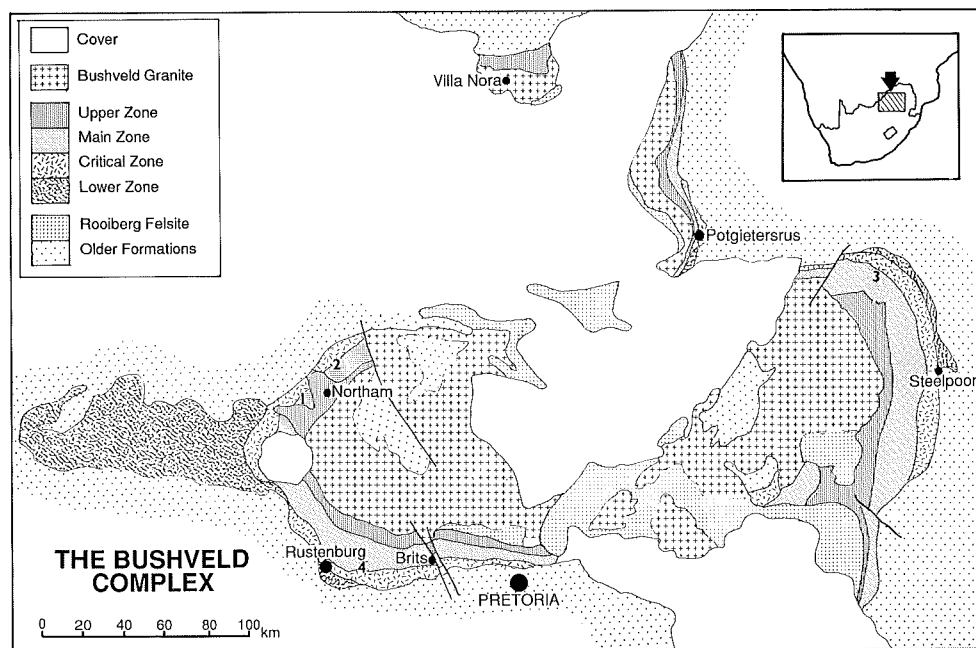 Cover
Bushveld Granite
Upper Zone
Main Zone
Critical Zone
Lower Zone
Rooiberg Felsite
Older Formations
Villa Nora
Potgietersrus
3
Steelpoort
2
1
Northam
Rustenburg
4
Brits
PRETORIA
THE BUSHVELD
COMPLEX
0 20 40 60 80 100 km